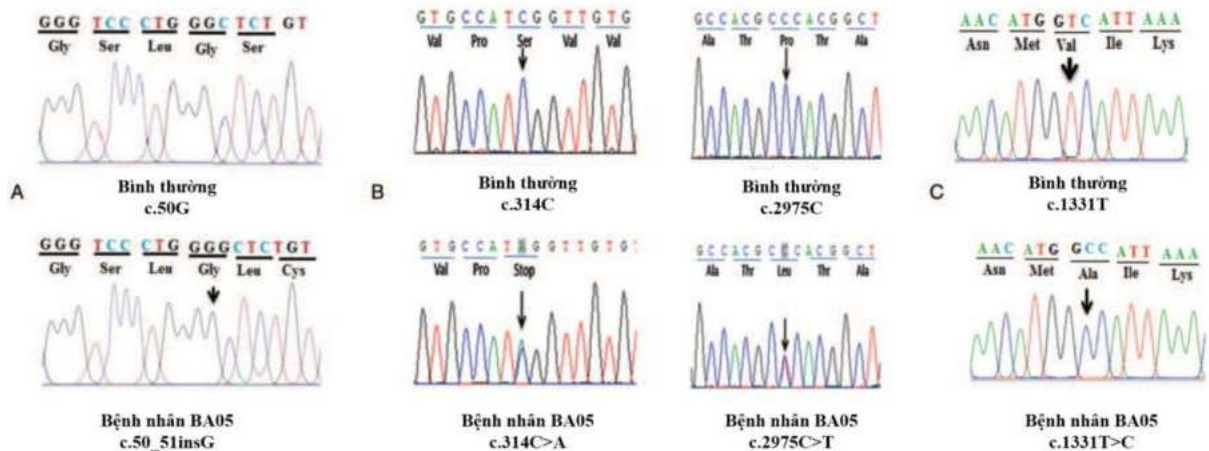 GGG TCC CTG GGC TCT GT
Gly Ser Leu Gly Ser
GTGCCATCGGTTGTG
Val Pro Ser Val Val
GCCACGCCCACGGCT
Ala Thr Pro Thr Ala
AAC ATG GTC ATT AAA
Asn Met Val Ile Lys
A
Bình thường
c.50G
B
Bình thường
c.314C
Bình thường
c.2975C
C
Bình thường
c.1331T
GGG TCC CTG GGG CTC TGT
Gly Ser Leu Gly Leu Cys
GTGCCATAGGTTGTG
Val Pro Stop
GCCACGC CACGGCT
Ala Thr Leu Thr Ala
AAC ATG GCC ATT AAA
Asn Met Ala Ile Lys
Bệnh nhân BA05
c.50_51insG
Bệnh nhân BA05
c.314C>A
Bệnh nhân BA05
c.2975C>T
Bệnh nhân BA05
c.1331T>C